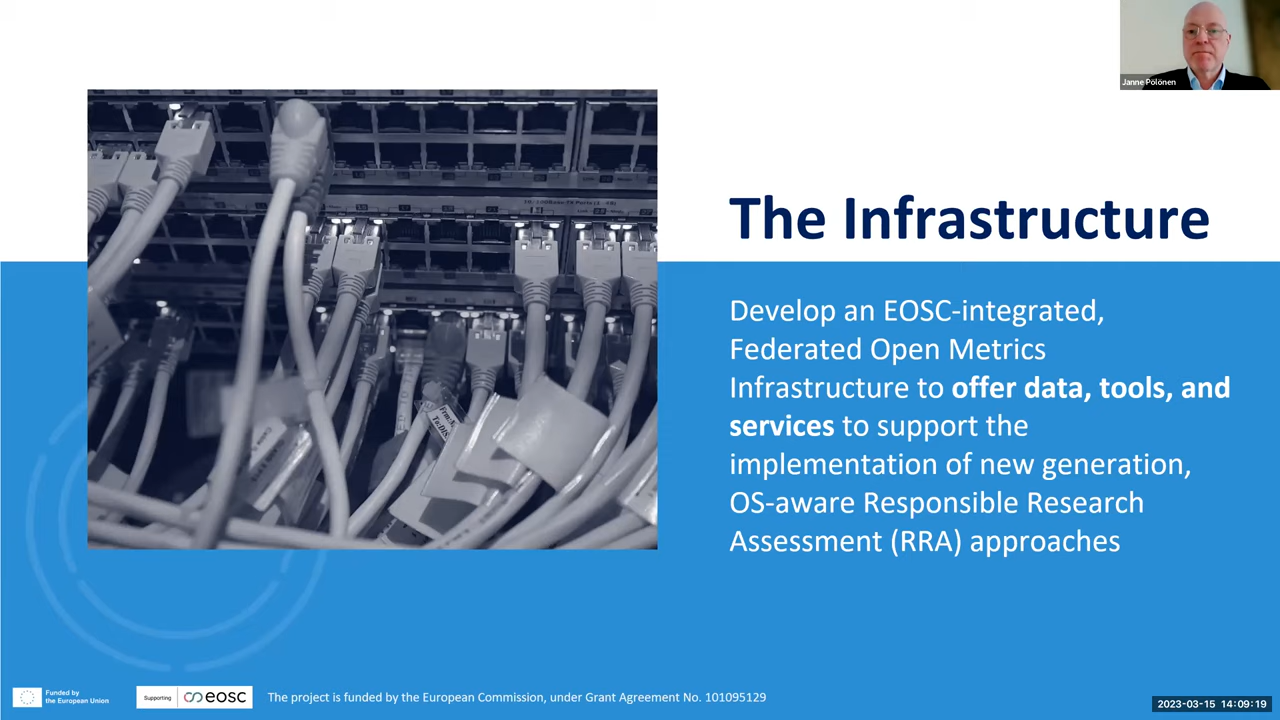 Janne Pölönen
The Infrastructure
Develop an EOSC-integrated,
Federated Open Metrics
Infrastructure to offer data, tools, and
services to support the
implementation of new generation,
OS-aware Responsible Research
Assessment (RRA) approaches
Funded by
the European Union
Supporting
eosc
The project is funded by the European Commission, under Grant Agreement No. 101095129
2023-03-15 14:09:19